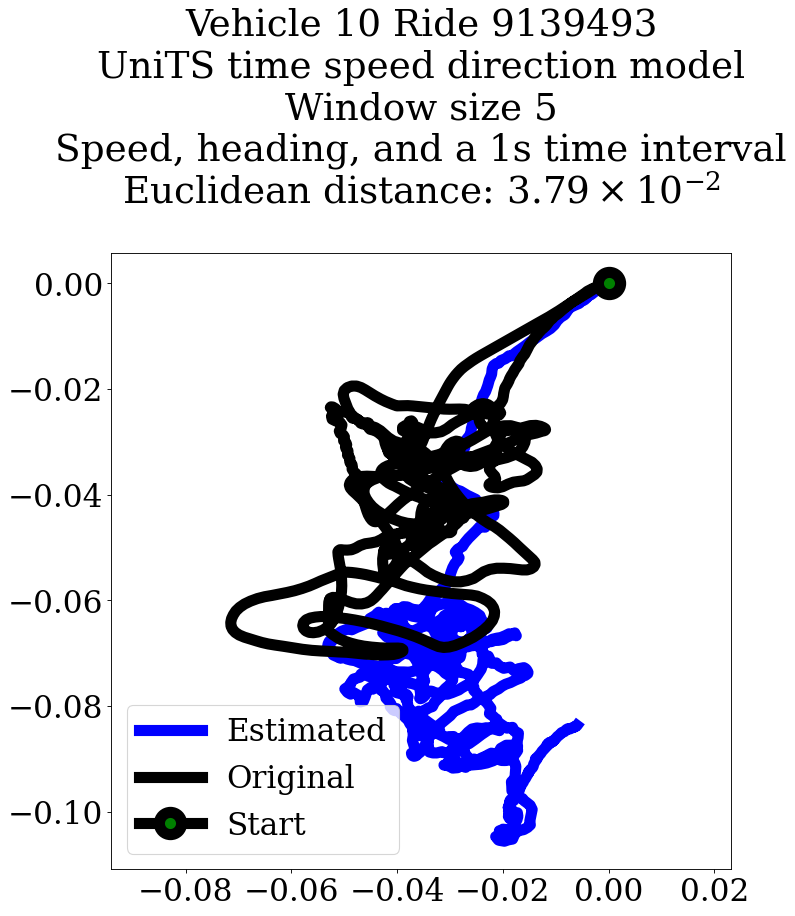 Vehicle 10 Ride 9139493
UniTS time speed direction model
Window size 5
Speed, heading, and a 1s time interval
Euclidean distance: 3.79 × 10⁻²
0.00
−0.02
−0.04
−0.06
−0.08
−0.10
Estimated
Original
Start
−0.08 −0.06 −0.04 −0.02 0.00 0.02